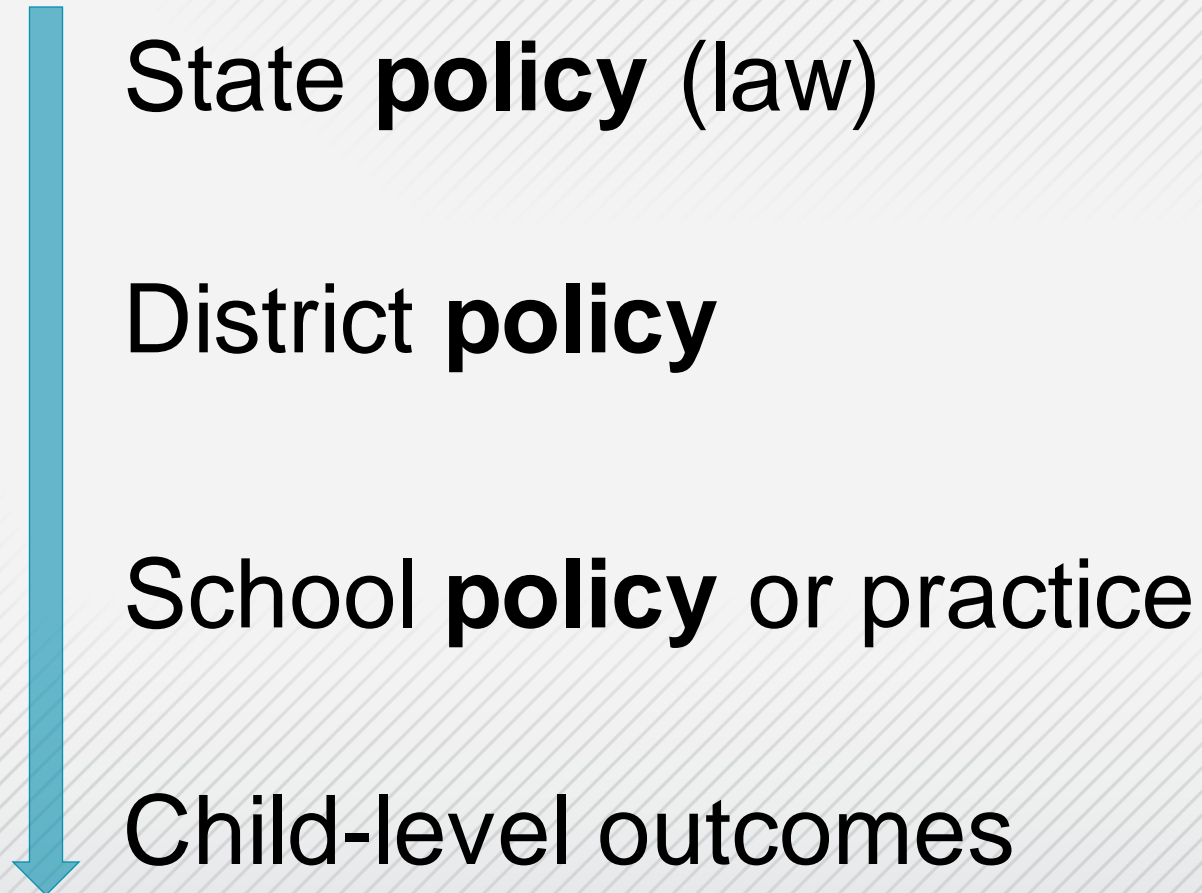 State policy (law)
District policy
School policy or practice
Child-level outcomes